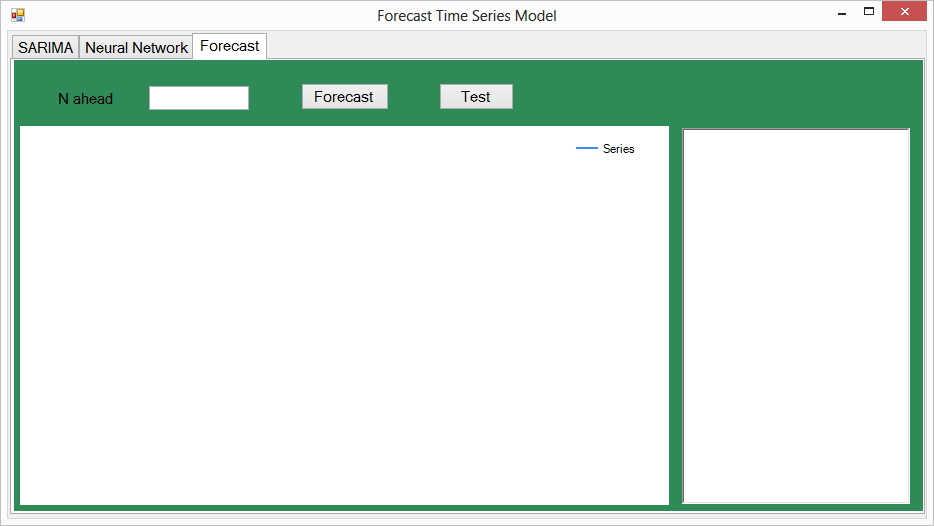 Forecast Time Series Model
SARIMA Neural Network Forecast
N ahead Forecast Test
Series